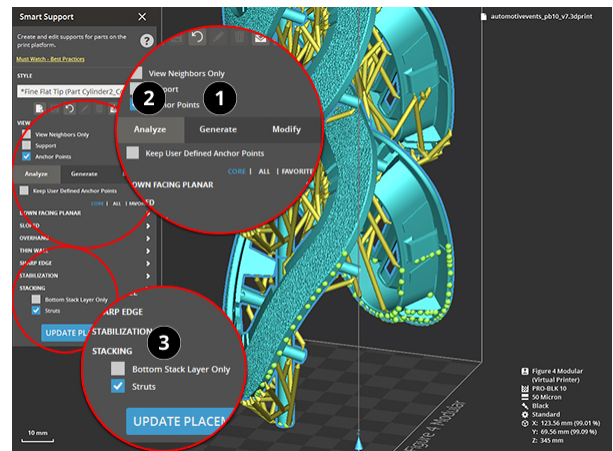 Smart Support
automotivevents_pb10_v7.3dprint
Create and edit supports for parts on the
print platform.
?
Must Watch - Best Practices
STYLE
*Fine Flat Tip (Part Cylinder2_C
VIEW
View Neighbors Only
Support
Anchor Points
Analyze
Generate
Keep User Defined Anchor Points
CORE | ALL | FAVOR
DOWN FACING PLANAR
SLOPED
OVERHANG
THIN WALL
SHARP EDGE
STABILIZATION
STACKING
Bottom Stack Layer Only
Struts
UPDATE PLA
View Neighbors Only
port
2
1
chor Points
Analyze
Generate
Modify
Keep User Defined Anchor Points
CORE | ALL | FAVORITE
OWN FACING PLANAR
ED
ARP EDGE
3
STABILIZATION
STACKING
Bottom Stack Layer Only
Struts
UPDATE PLACEM
10 mm
Figure 4 Modular
Figure 4 Modular
(Virtual Printer)
PRO-BLK 10
50 Micron
Black
Standard
X: 123.56 mm (99.01 %)
Y: 69.56 mm (99.09 %)
Z: 345 mm